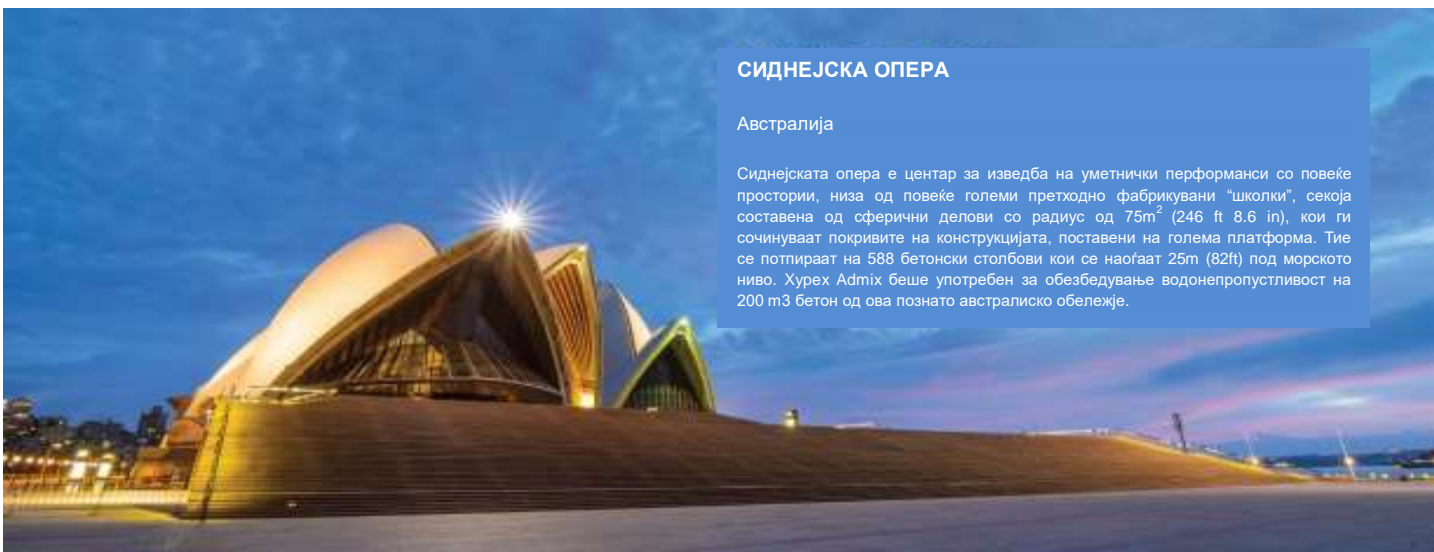 СИДНЕЈСКА ОПЕРА
Австралија
Сиднејската опера е центар за изведба на уметнички перформанси со повеќе
простории, низа од повеќе големи претходно фабрикувани “школки”, секоја
составена од сферични делови со радиус од 75m² (246 ft 8.6 in), кои ги
сочинуваат покривите на конструкцијата, поставени на голема платформа. Тие
се потпираат на 588 бетонски столбови кои се наоѓаат 25m (82ft) под морското
ниво. Xypex Admix беше употребен за обезбедување водонепропустливост на
200 m3 бетон од ова познато австралиско обележје.